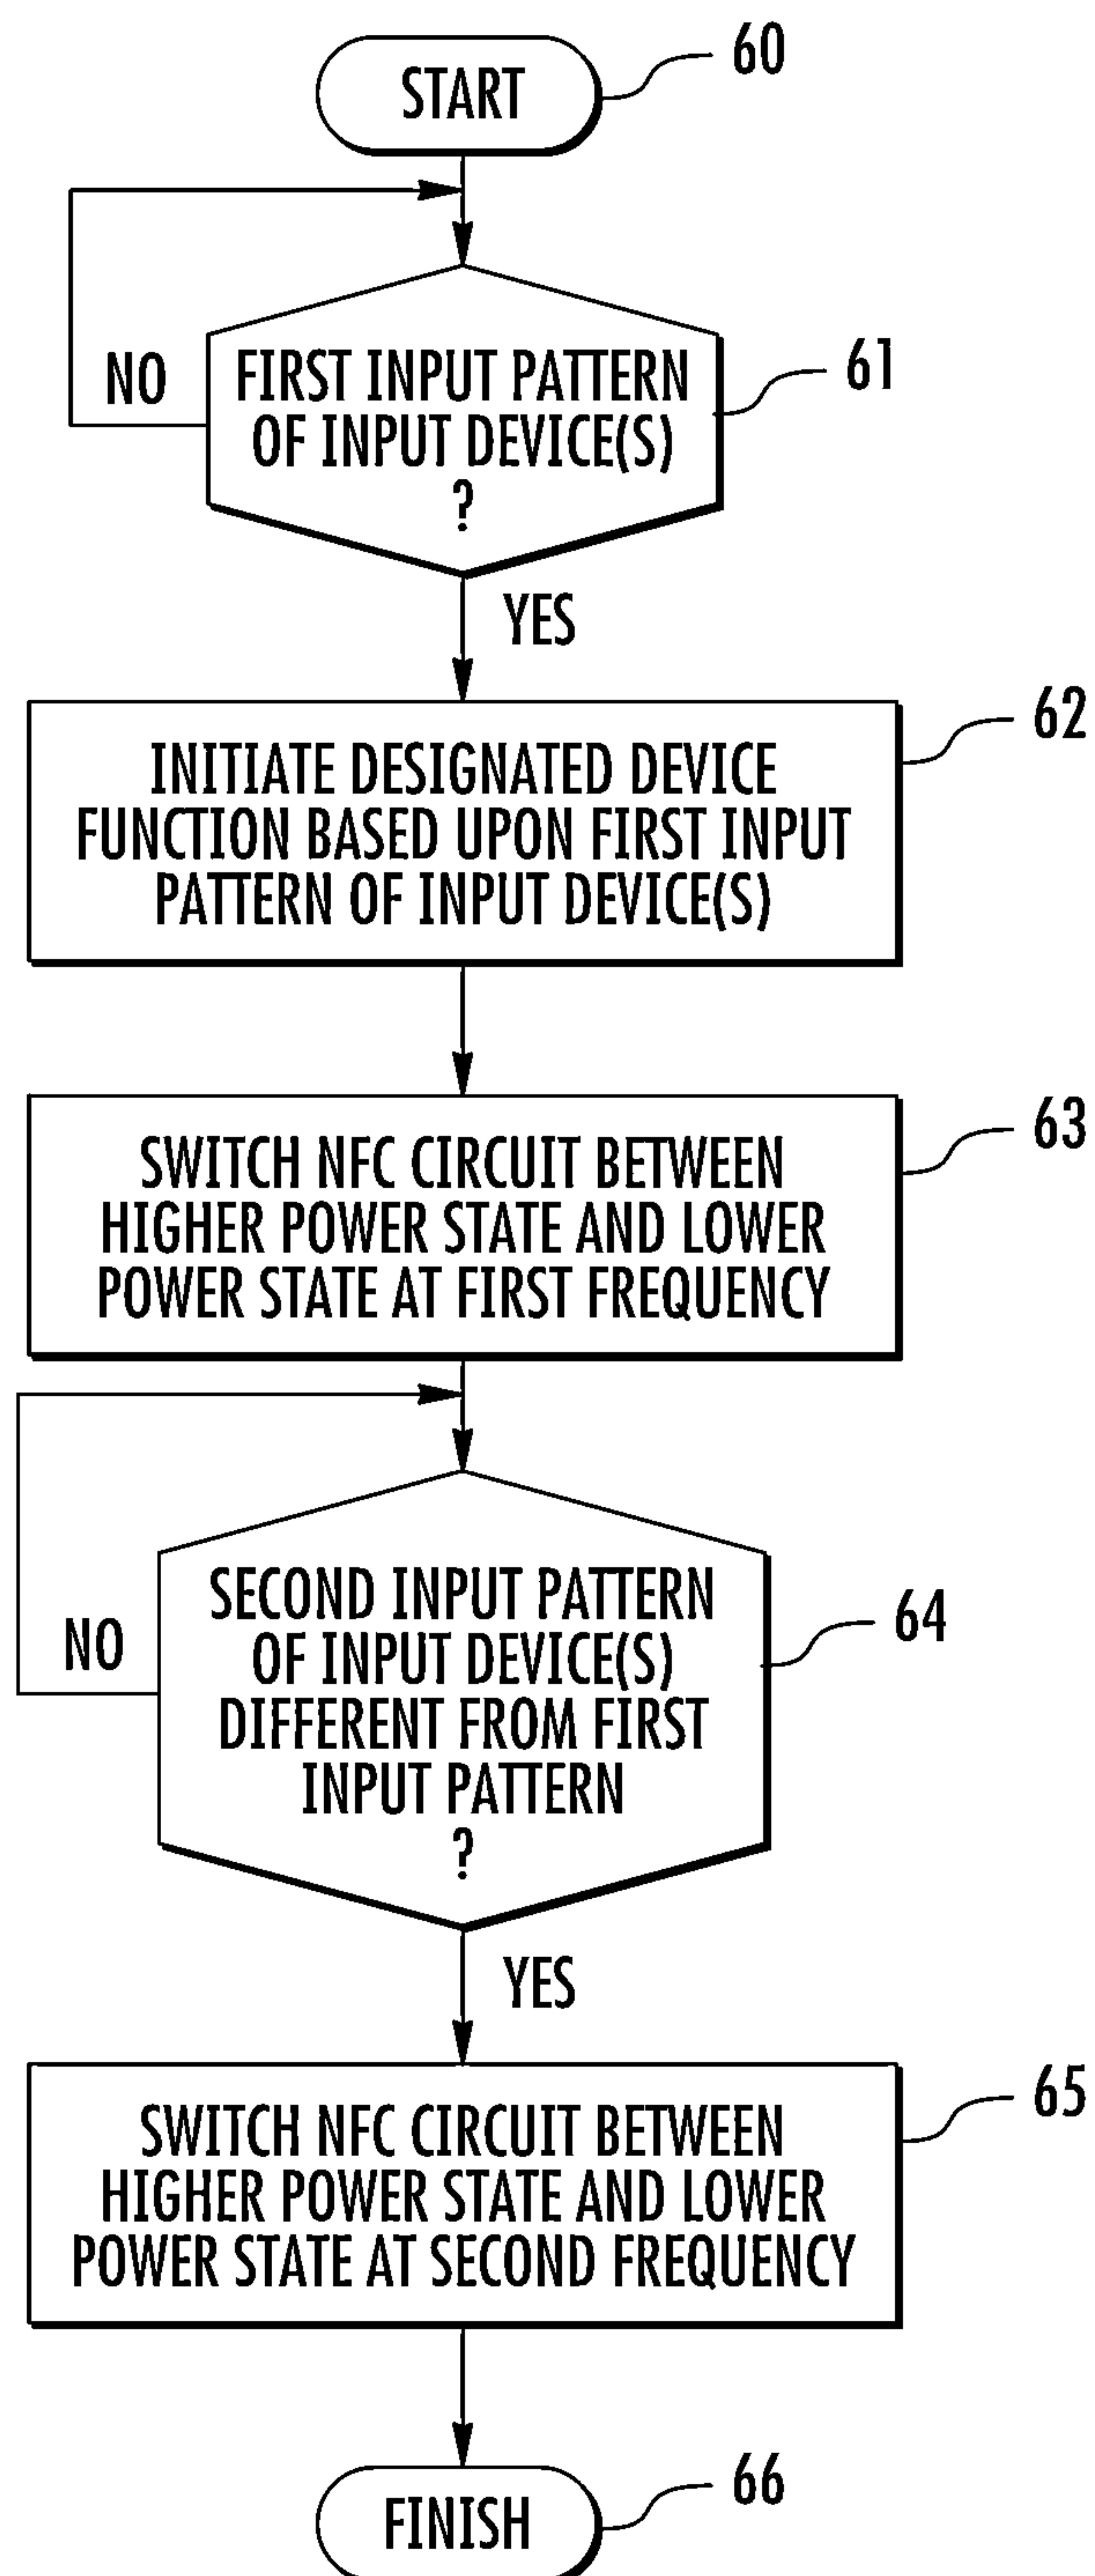 START
60
FIRST INPUT PATTERN
OF INPUT DEVICE(S)
?
61
NO
YES
INITIATE DESIGNATED DEVICE
FUNCTION BASED UPON FIRST INPUT
PATTERN OF INPUT DEVICE(S)
62
SWITCH NFC CIRCUIT BETWEEN
HIGHER POWER STATE AND LOWER
POWER STATE AT FIRST FREQUENCY
63
SECOND INPUT PATTERN
OF INPUT DEVICE(S)
DIFFERENT FROM FIRST
INPUT PATTERN
?
64
NO
YES
SWITCH NFC CIRCUIT BETWEEN
HIGHER POWER STATE AND LOWER
POWER STATE AT SECOND FREQUENCY
65
FINISH
66